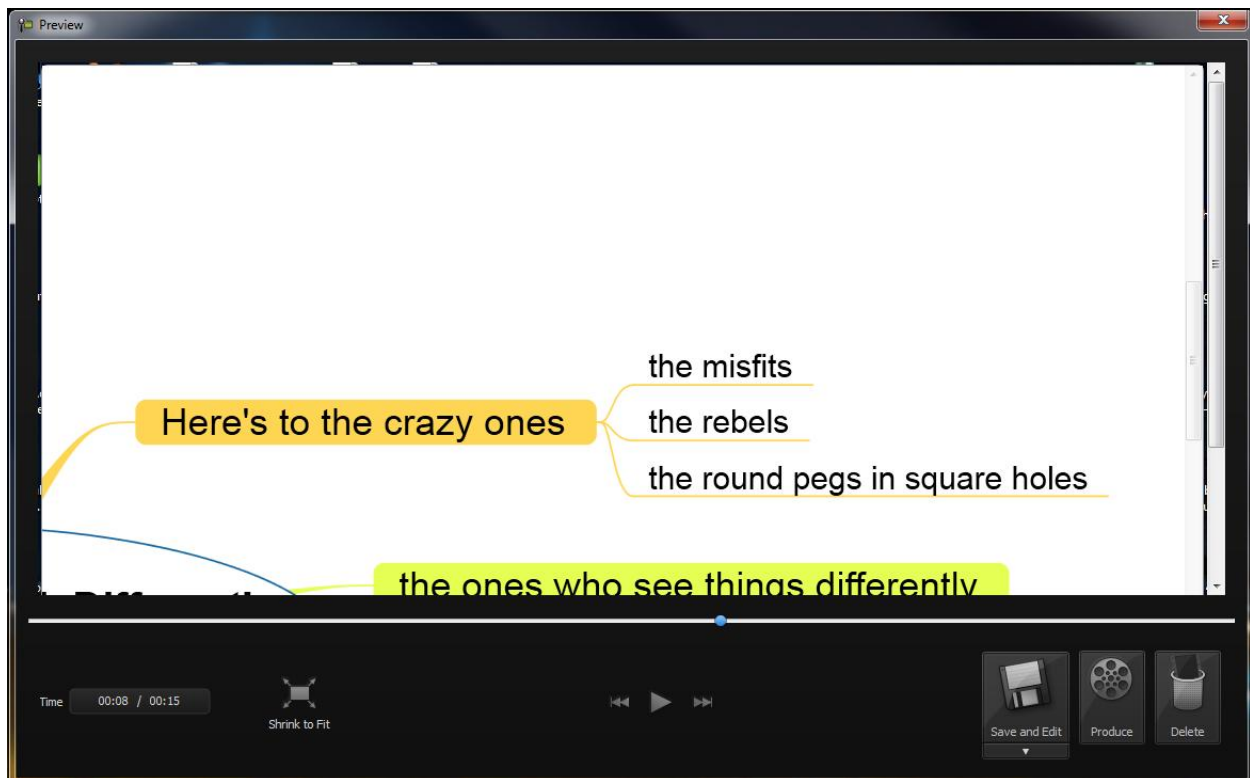 Preview
the misfits
Here's to the crazy ones
the rebels
the round pegs in square holes
the ones who see things differently
Time
00:08 / 00:15
Shrink to Fit
Save and Edit
Produce
Delete